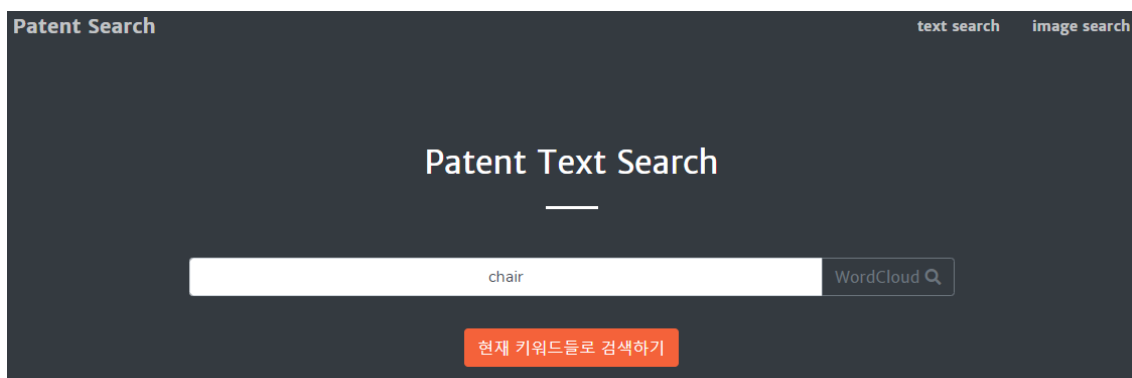 Patent Search
text search
image search
Patent Text Search
chair
WordCloud
현재 키워드들로 검색하기